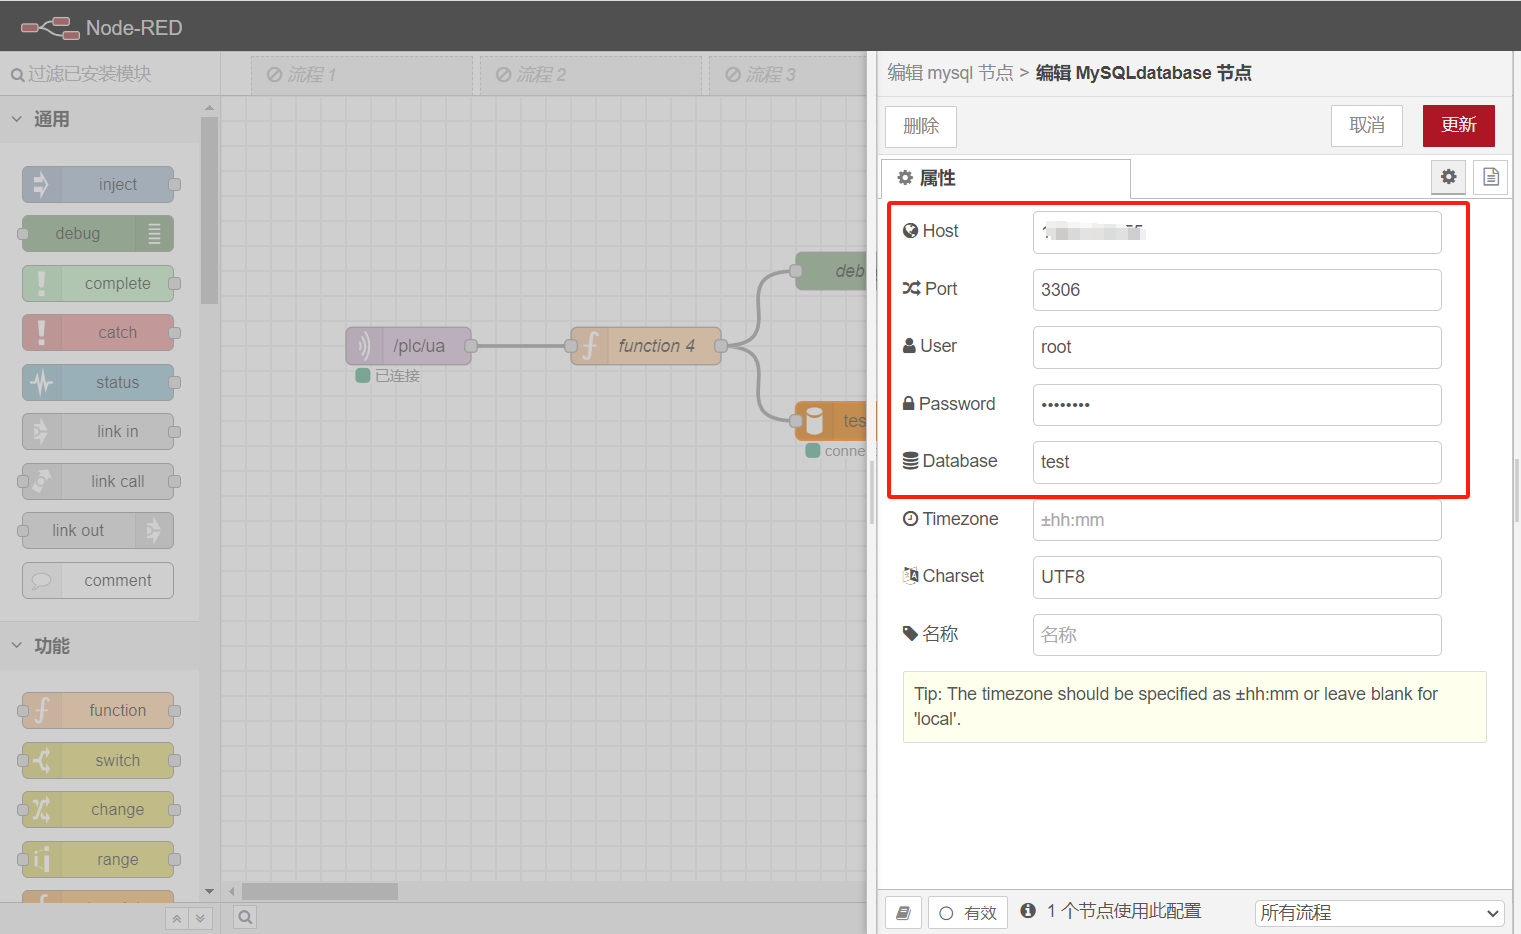 Node-RED
过滤已安装模块
流程 1
流程 2
流程 3
通用
inject
debug
complete
catch
status
link in
link call
link out
comment
功能
function
switch
change
range
/plc/ua
已连接
function 4
deb
tes
conne
编辑 mysql 节点 > 编辑 MySQLdatabase 节点
删除
取消
更新
属性
Host
Port
3306
User
root
Password
••••••••
Database
test
Timezone
±hh:mm
Charset
UTF8
名称
名称
Tip: The timezone should be specified as ±hh:mm or leave blank for
'local'.
有效
1 个节点使用此配置
所有流程